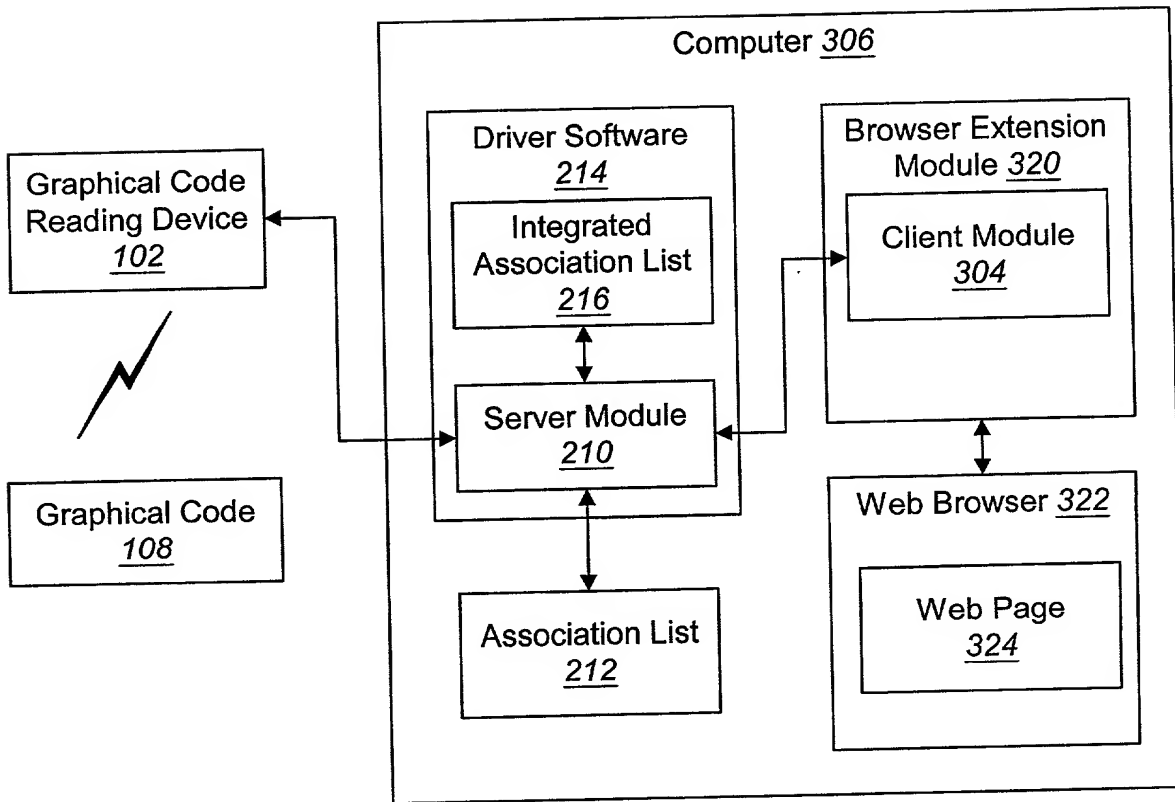 Computer 306
Driver Software
214
Browser Extension
Module 320
Graphical Code
Reading Device
102
Integrated
Association List
216
Client Module
304
Server Module
210
Graphical Code
108
Web Browser 322
Association List
212
Web Page
324